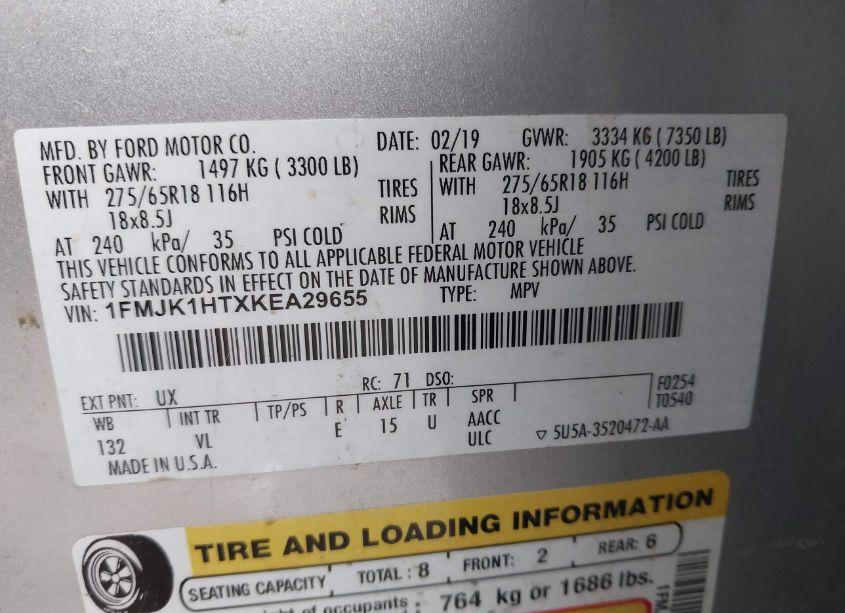 MFD. BY FORD MOTOR CO. DATE: 02/19 GVWR: 3334 KG ( 7350 LB)
FRONT GAWR: 1497 KG ( 3300 LB) REAR GAWR: 1905 KG ( 4200 LB)
WITH 275/65R18 116H TIRES WITH 275/65R18 116H TIRES
18x8.5J RIMS 18x8.5J RIMS
AT 240 kPa/ 35 PSI COLD AT 240 kPa/ 35 PSI COLD
THIS VEHICLE CONFORMS TO ALL APPLICABLE FEDERAL MOTOR VEHICLE
SAFETY STANDARDS IN EFFECT ON THE DATE OF MANUFACTURE SHOWN ABOVE.
VIN: 1FMJK1HTXKEA29655 TYPE: MPV
EXT PNT: UX RC: 71 DSO: F0254
WB INT TR TP/PS R AXLE TR SPR T0540
132 VL E 15 U AACC
ULC ▽ 5U5A-3520472-AA
MADE IN U.S.A.
TIRE AND LOADING INFORMATION
SEATING CAPACITY TOTAL : 8 FRONT: 2 REAR: 6
of occupants : 764 kg or 1686 lbs.